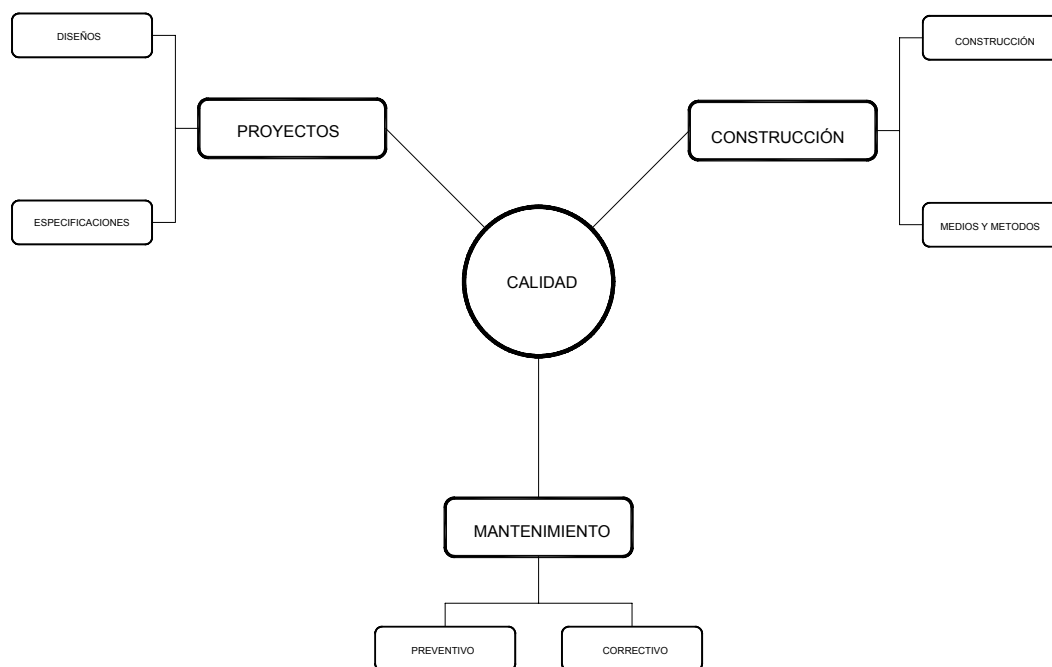 DISEÑOS
CONSTRUCCIÓN
PROYECTOS
CONSTRUCCIÓN
ESPECIFICACIONES
MEDIOS Y METODOS
CALIDAD
MANTENIMIENTO
PREVENTIVO
CORRECTIVO